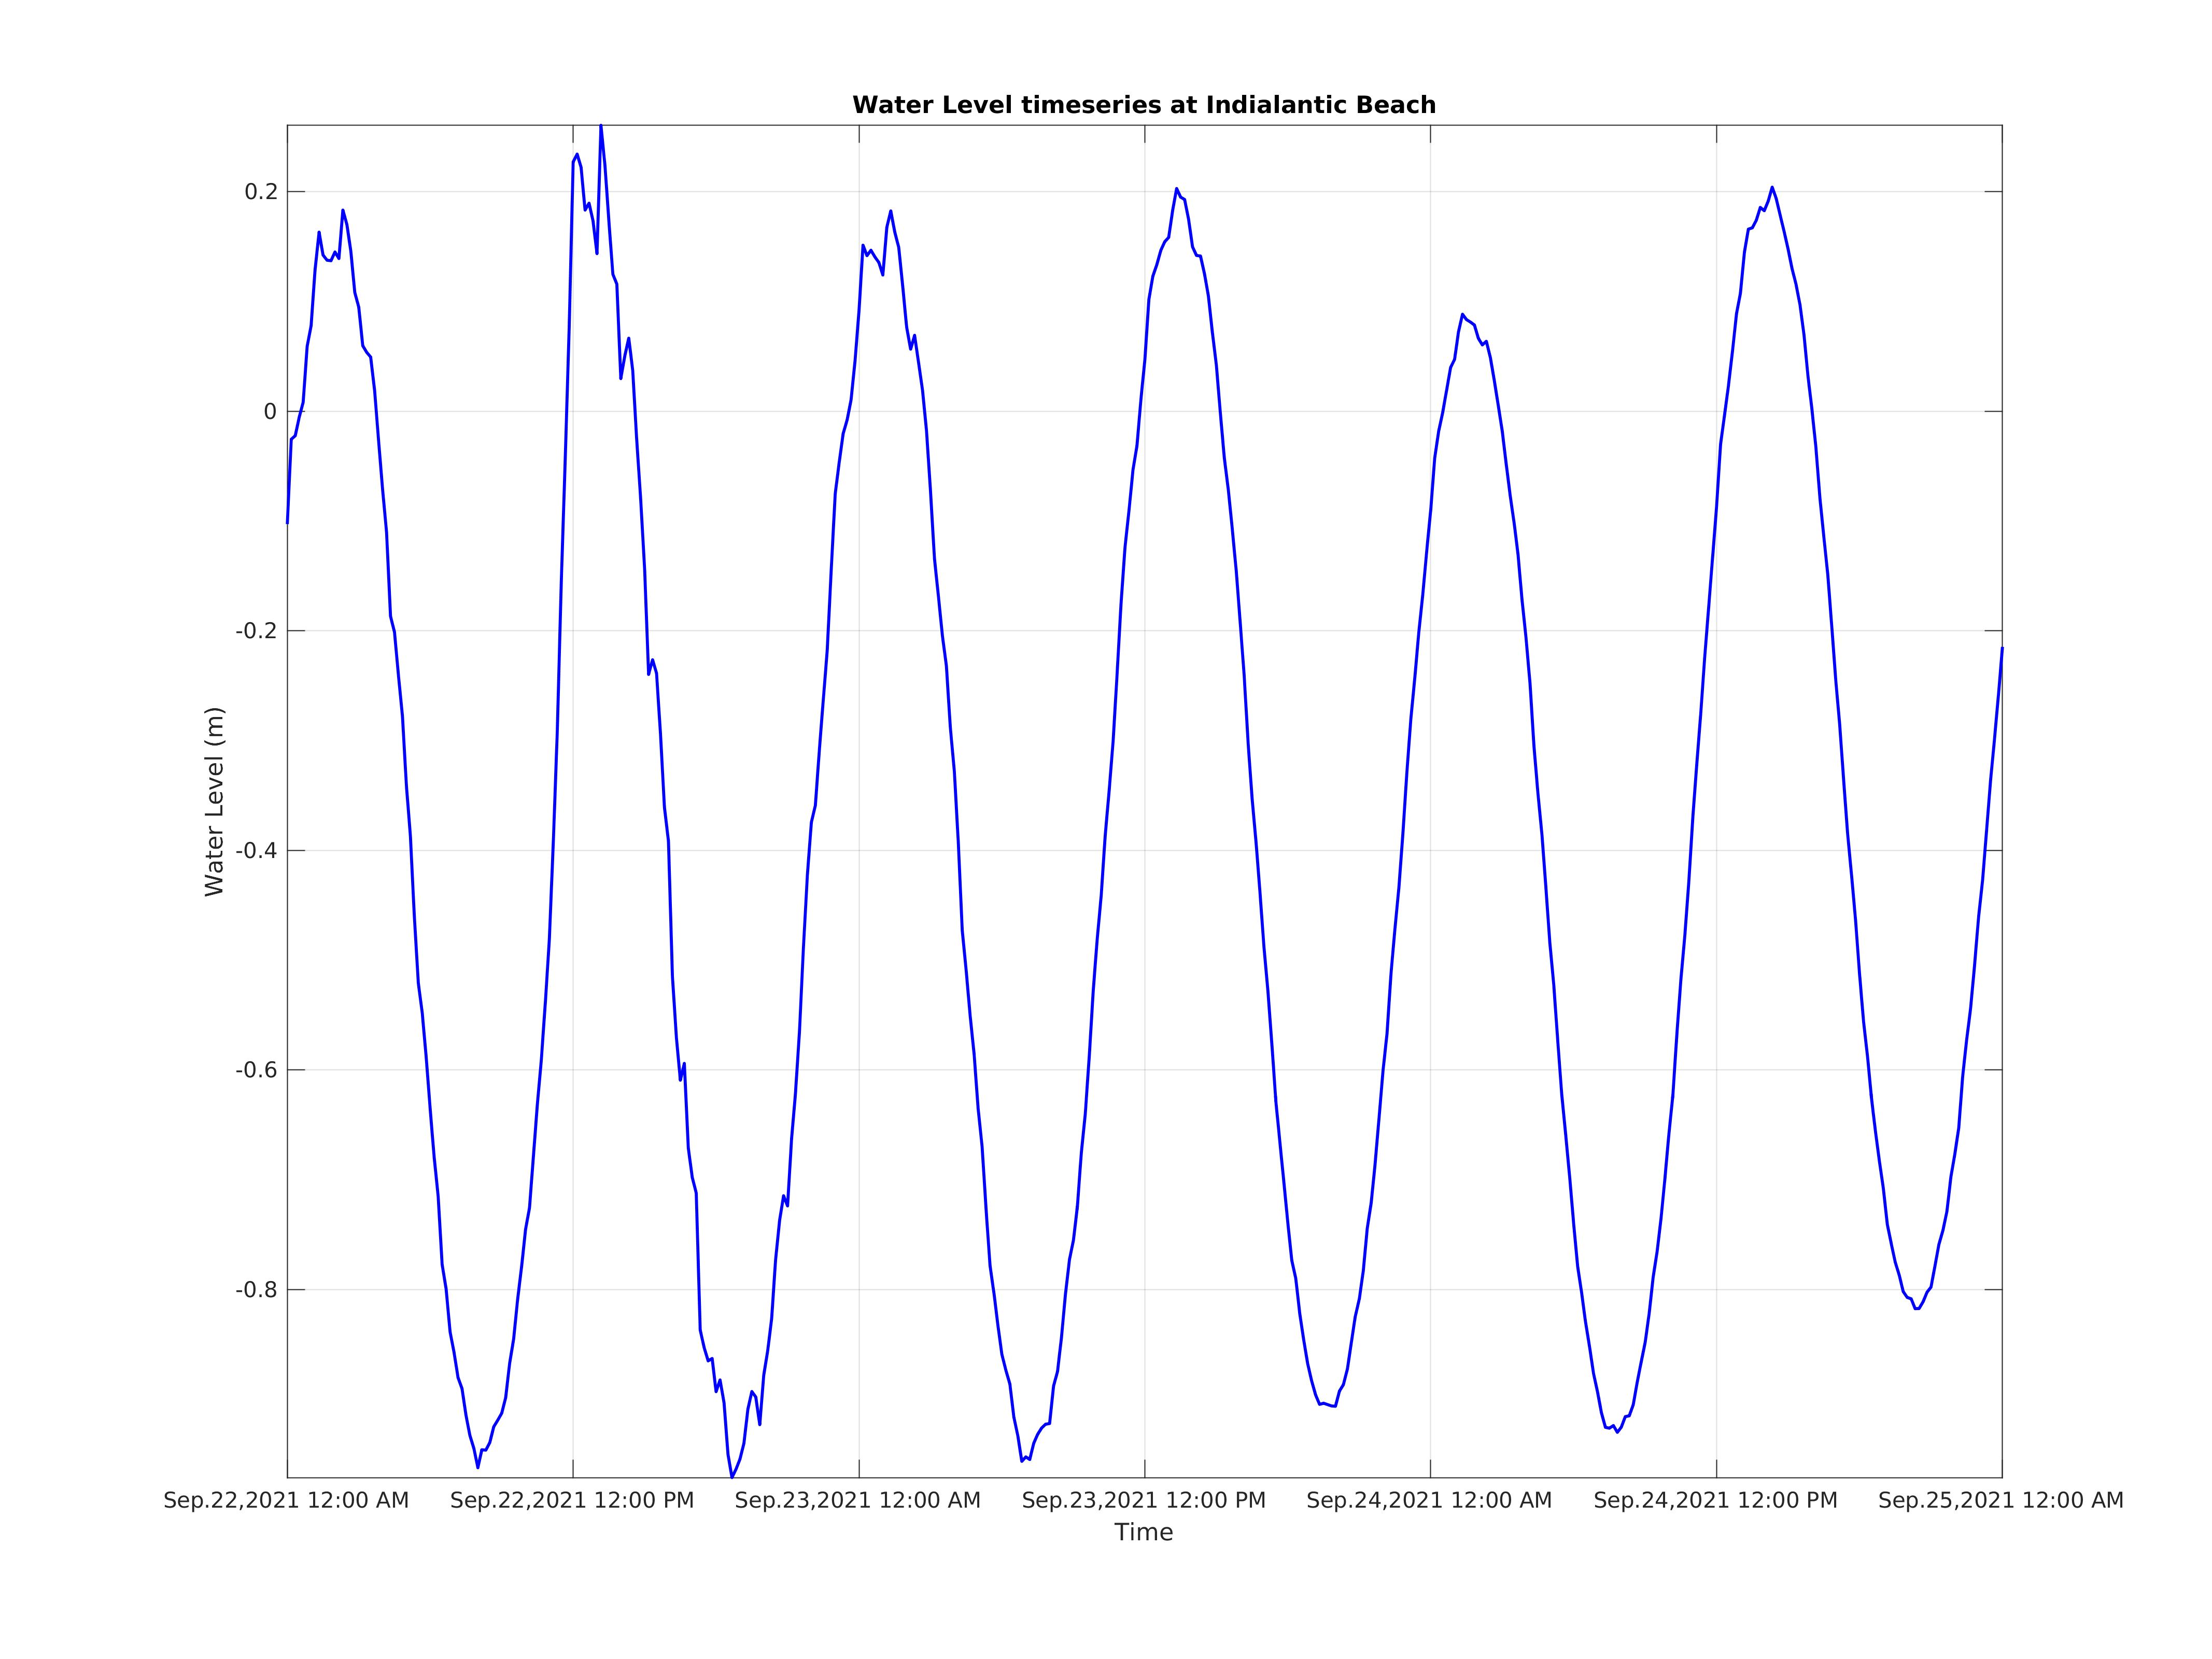 Water Level timeseries at Indialantic Beach
0.2
0
-0.2
-0.4
-0.6
-0.8
Water Level (m)
Sep.22,2021 12:00 AM
Sep.22,2021 12:00 PM
Sep.23,2021 12:00 AM
Sep.23,2021 12:00 PM
Sep.24,2021 12:00 AM
Sep.24,2021 12:00 PM
Sep.25,2021 12:00 AM
Time